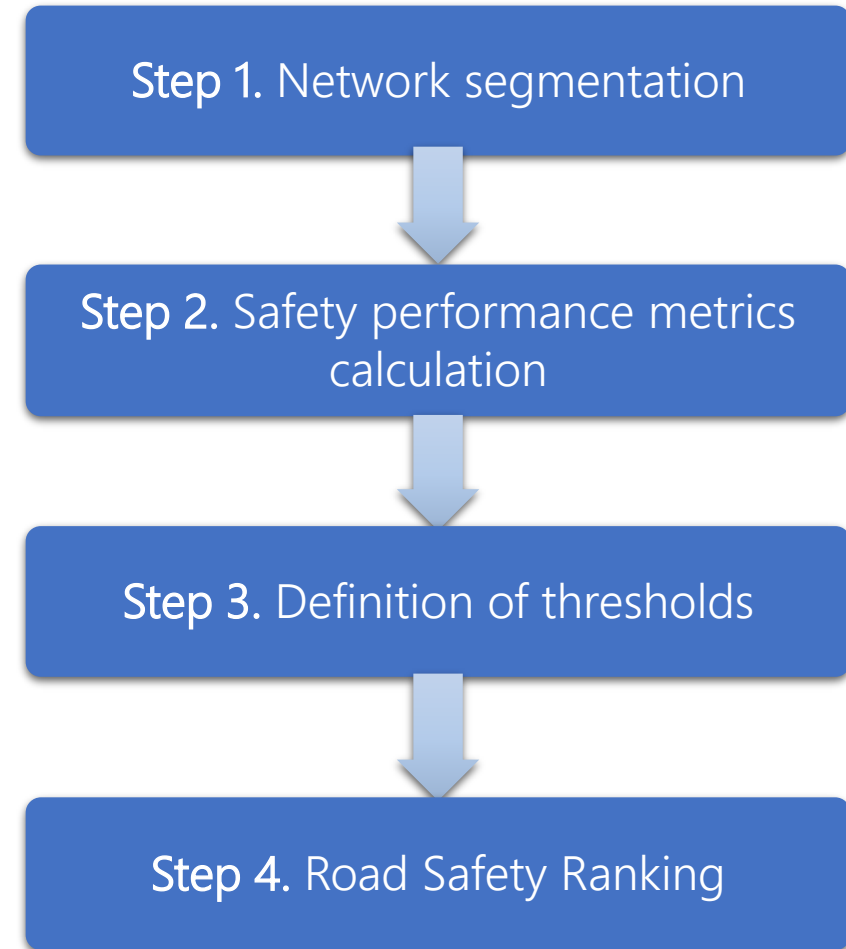 Step 1. Network segmentation
Step 2. Safety performance metrics
calculation
Step 3. Definition of thresholds
Step 4. Road Safety Ranking